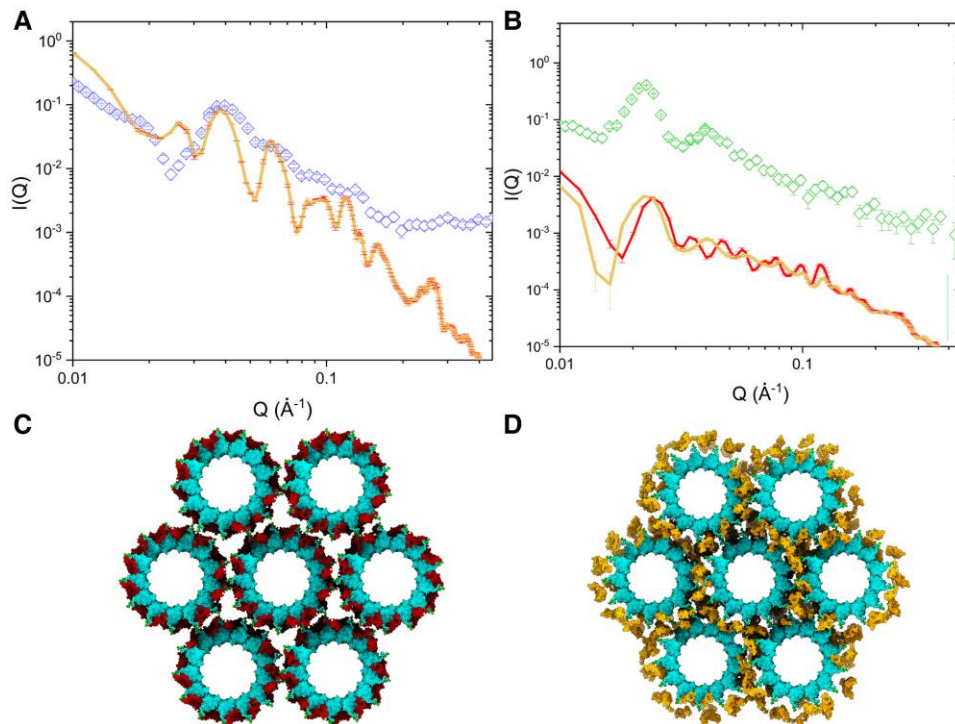 A
B
10⁰
10⁻¹
10⁻²
10⁻³
10⁻⁴
10⁻⁵
I(Q)
0.01
0.1
Q (Å⁻¹)
10⁰
10⁻¹
10⁻²
10⁻³
10⁻⁴
10⁻⁵
I(Q)
0.01
0.1
Q (Å⁻¹)
C
D